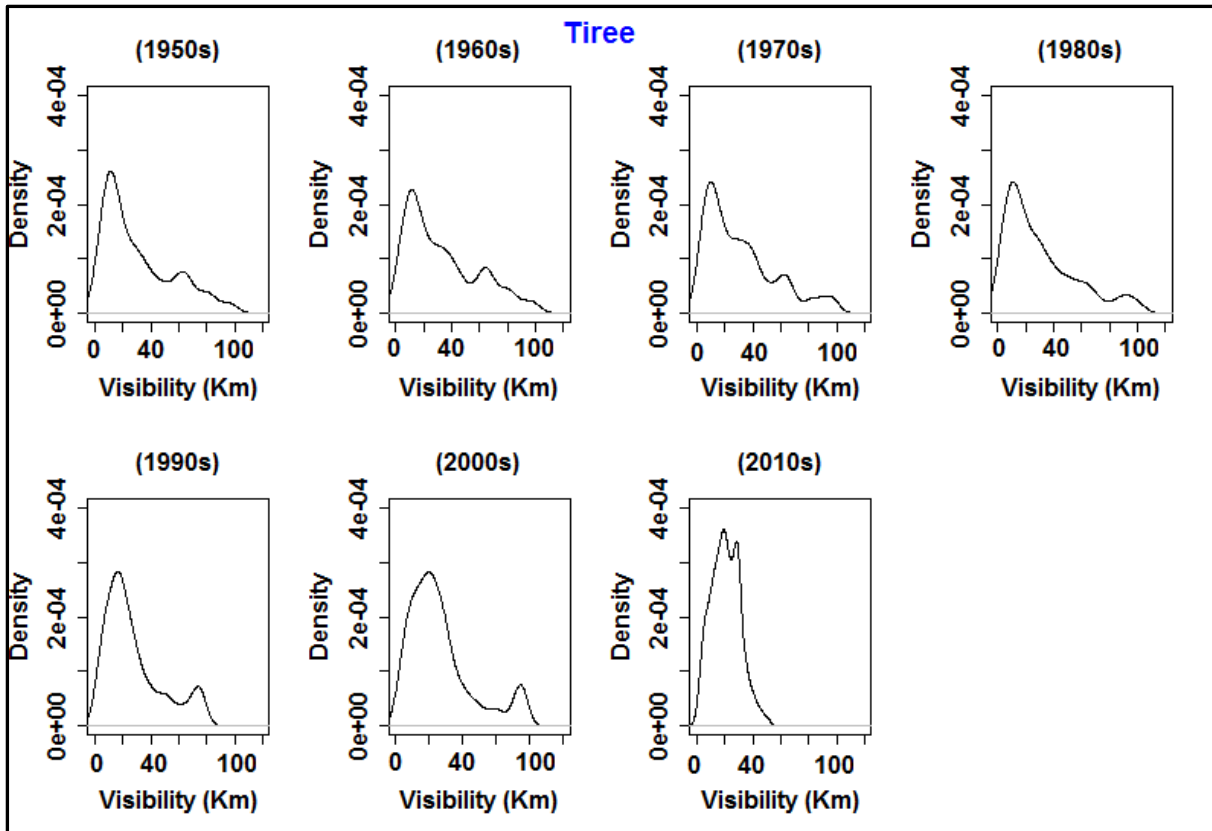 Tiree
(1950s)
(1960s)
(1970s)
(1980s)
Density
0e+00 2e-04 4e-04
0 40 100
Visibility (Km)
Density
0e+00 2e-04 4e-04
0 40 100
Visibility (Km)
Density
0e+00 2e-04 4e-04
0 40 100
Visibility (Km)
Density
0e+00 2e-04 4e-04
0 40 100
Visibility (Km)
(1990s)
(2000s)
(2010s)
Density
0e+00 2e-04 4e-04
0 40 100
Visibility (Km)
Density
0e+00 2e-04 4e-04
0 40 100
Visibility (Km)
Density
0e+00 2e-04 4e-04
0 40 100
Visibility (Km)